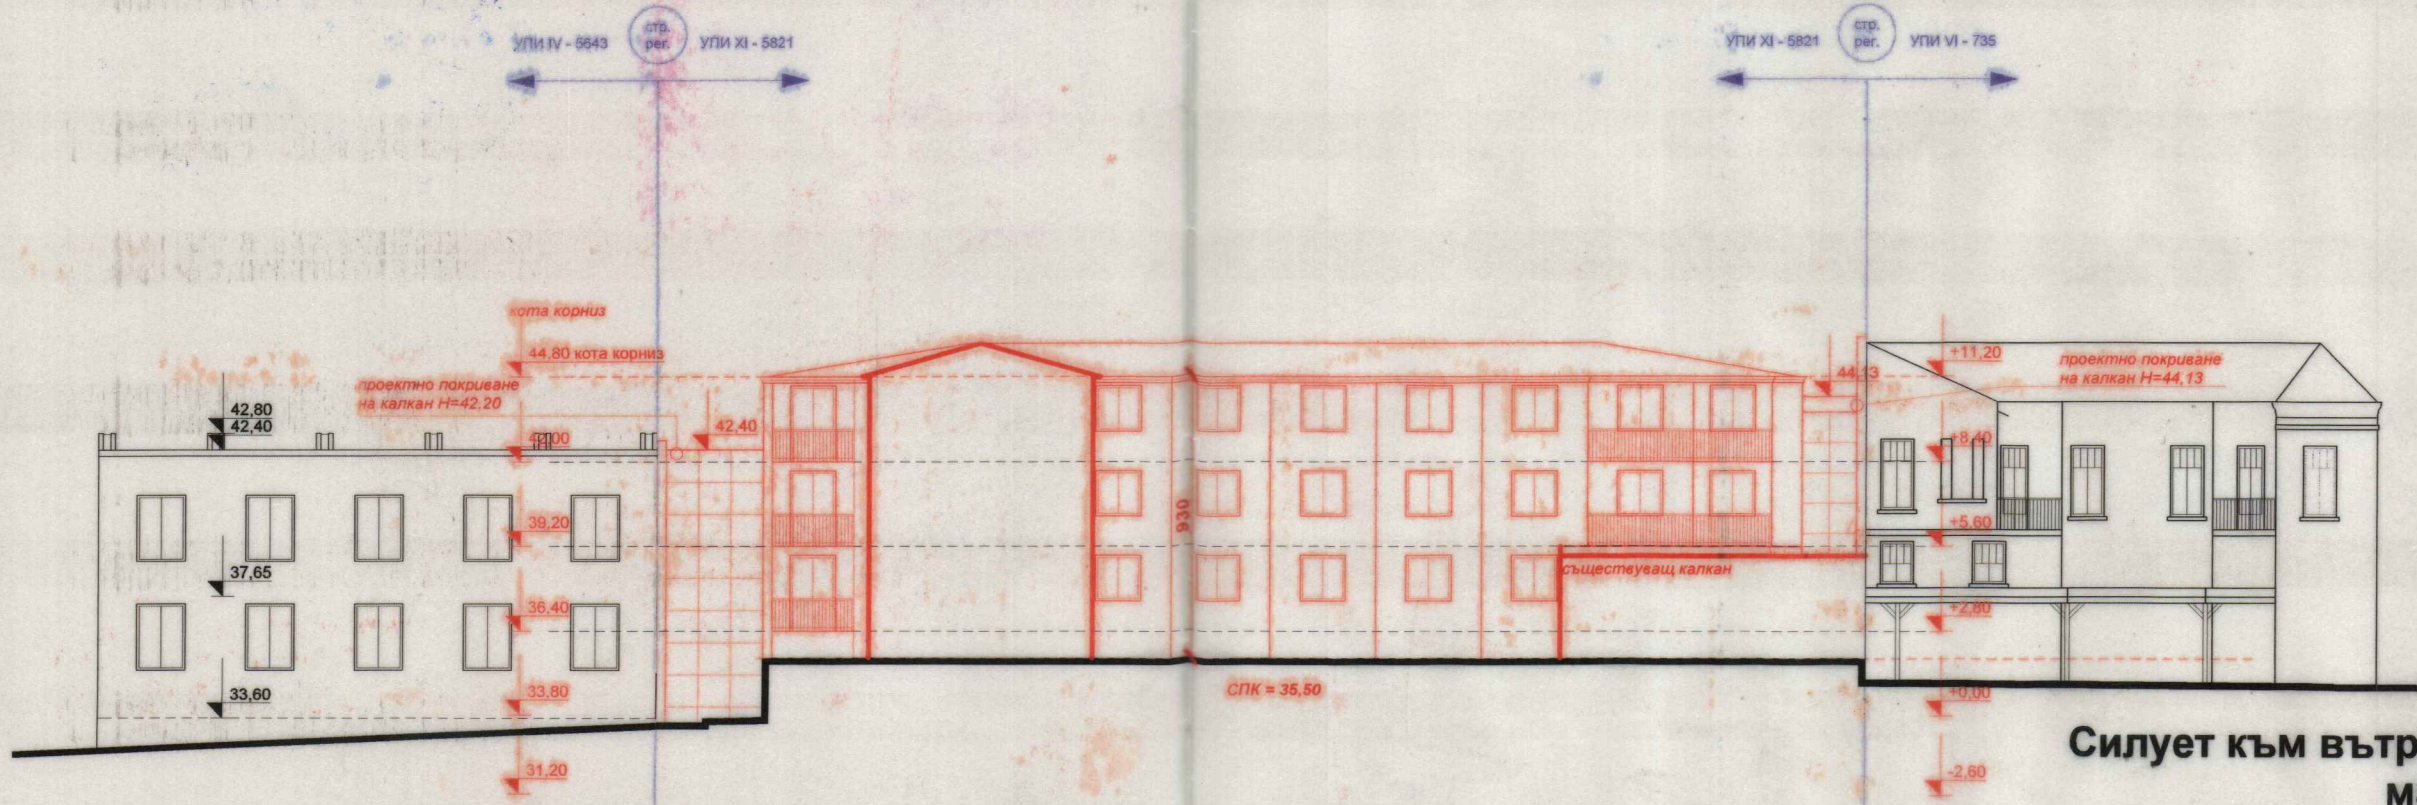 УПИ IV - 5643
стр.
рег.
УПИ XI - 5821
УПИ XI - 5821
стр.
рег.
УПИ VI - 735
кота корниз
44,80 кота корниз
проектно покриване
на калкан H=42,20
42,80
42,40
42,00
42,40
39,20
37,65
36,40
33,60
33,80
31,20
930
СПК = 35,50
съществуващ калкан
44,13
+11,20
проектно покриване
на калкан H=44,13
+8,40
+5,60
+2,80
+0,00
-2,60
Силует към вътр